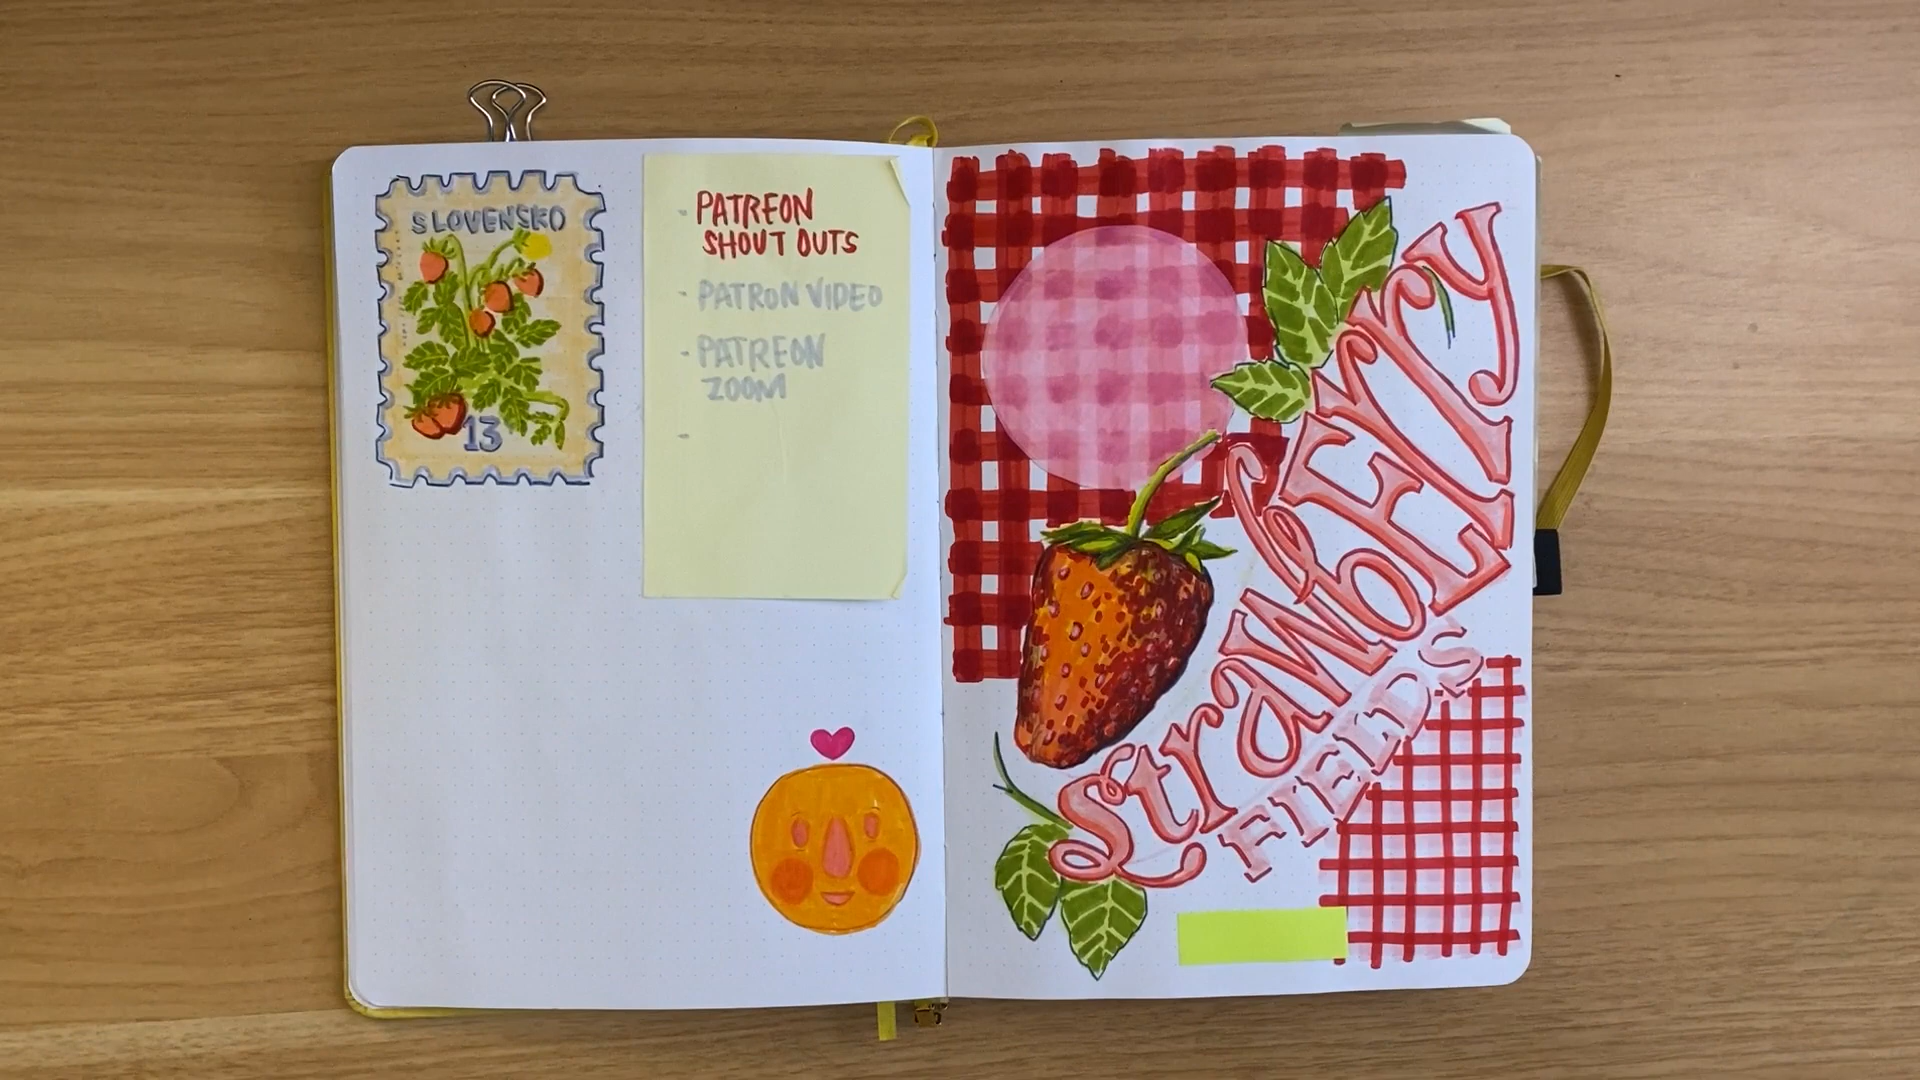 SLOVENSKO
13
- PATREON
SHOUT OUTS
- PATRON VIDEO
- PATREON
ZOOM
-
StrawbErry
FIELDS